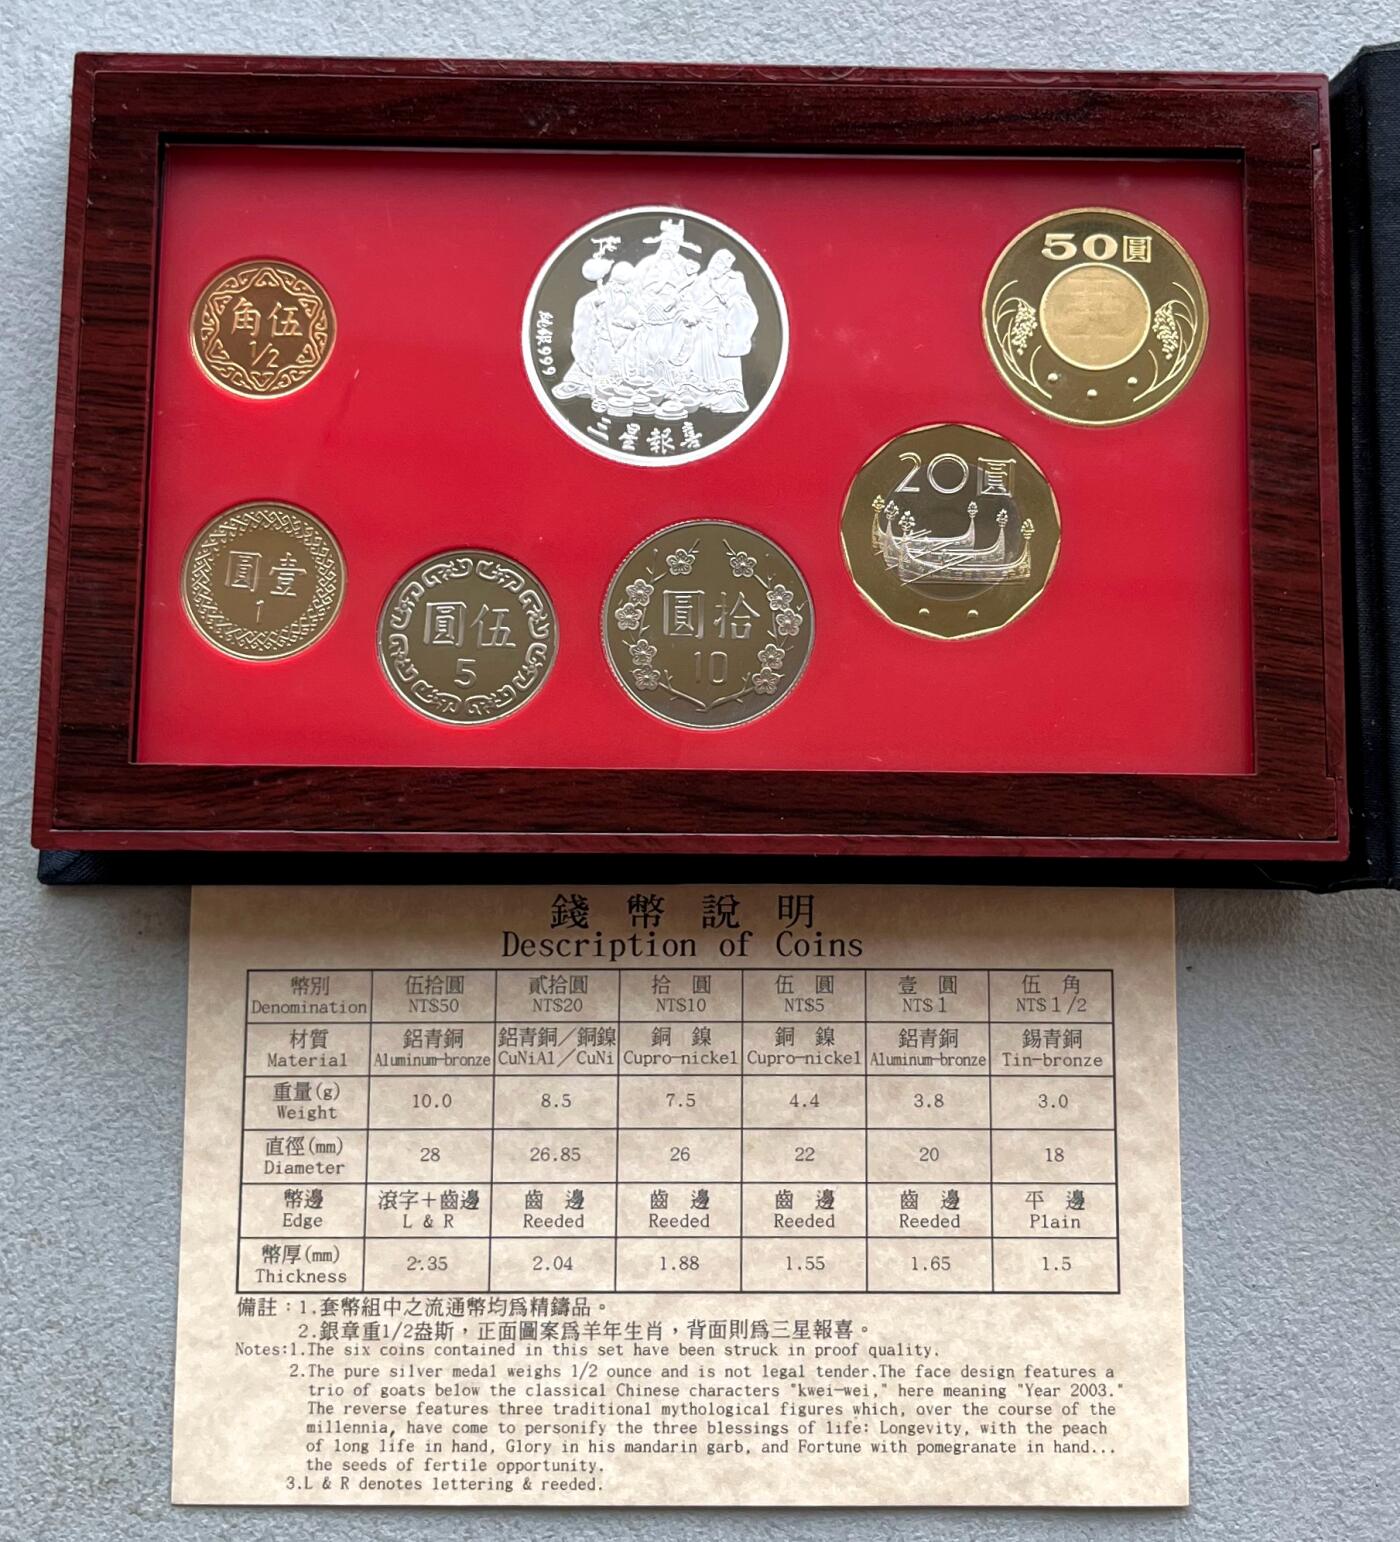 角伍
1/2
純銀999
三星報喜
50圓
20圓
圓壹
1
圓伍
5
圓拾
10
錢幣說明
Description of Coins
幣別 伍拾圓 貳拾圓 拾圓 伍圓 壹圓 伍角
Denomination NT$50 NT$20 NT$10 NT$5 NT$1 NT$1/2
材質 鋁青銅 鋁青銅／銅鎳 銅鎳 銅鎳 鋁青銅 錫青銅
Material Aluminum-bronze CuNiAl／CuNi Cupro-nickel Cupro-nickel Aluminum-bronze Tin-bronze
重量(g) 10.0 8.5 7.5 4.4 3.8 3.0
Weight
直徑(mm) 28 26.85 26 22 20 18
Diameter
幣邊 滾字＋齒邊 齒邊 齒邊 齒邊 齒邊 平邊
Edge L & R Reeded Reeded Reeded Reeded Plain
幣厚(mm) 2.35 2.04 1.88 1.55 1.65 1.5
Thickness
備註：1.套幣組中之流通幣均爲精鑄品。
2.銀章重1/2盎斯，正面圖案爲羊年生肖，背面則爲三星報喜。
Notes:1.The six coins contained in this set have been struck in proof quality.
2.The pure silver medal weighs 1/2 ounce and is not legal tender.The face design features a
trio of goats below the classical Chinese characters "kwei-wei," here meaning "Year 2003."
The reverse features three traditional mythological figures which, over the course of the
millennia, have come to personify the three blessings of life: Longevity, with the peach
of long life in hand, Glory in his mandarin garb, and Fortune with pomegranate in hand...
the seeds of fertile opportunity.
3.L & R denotes lettering & reeded.